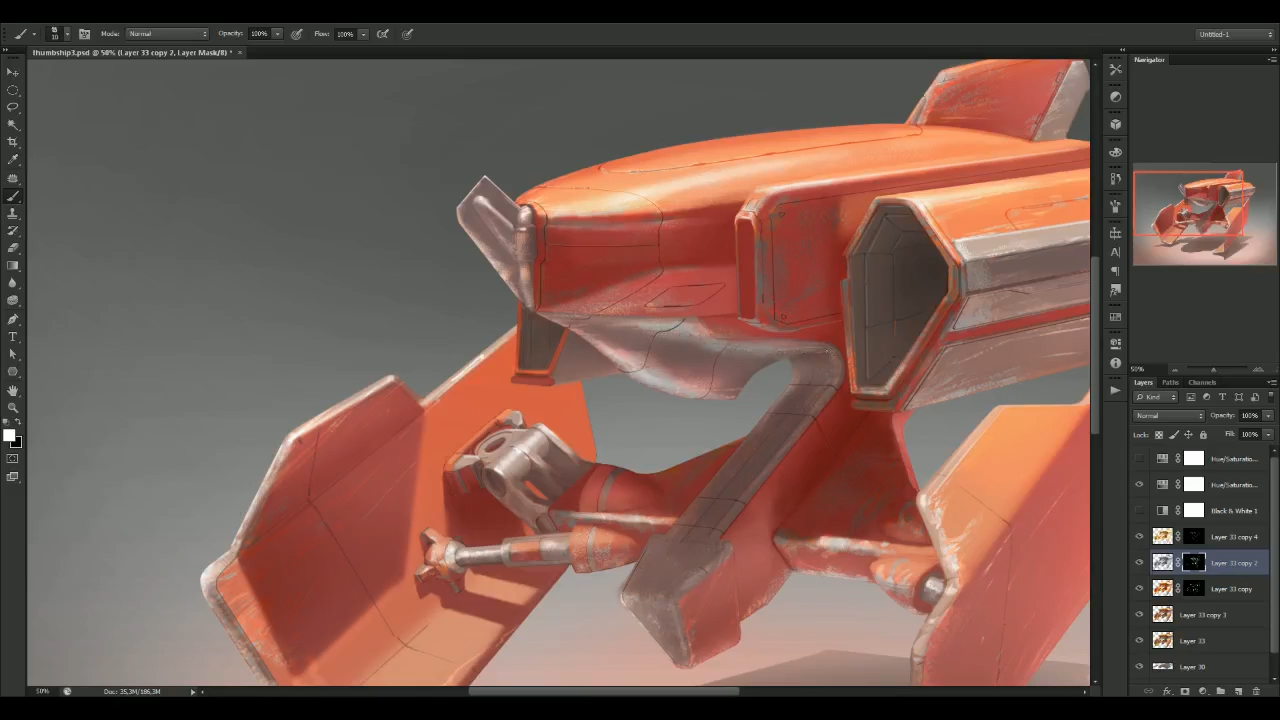 10 Mode: Normal Opacity: 100% Flow: 100% Untitled-1
thumbship3.psd @ 50% (Layer 33 copy 2, Layer Mask/8) * ×
Navigator
50%
Layers Paths Channels
Kind
Normal Opacity: 100%
Lock: Fill: 100%
Hue/Saturatio...
Hue/Saturatio...
Black & White 1
Layer 33 copy 4
Layer 33 copy 2
Layer 33 copy
Layer 33 copy 3
Layer 33
Layer 30
50% Doc: 35,3M/186,3M